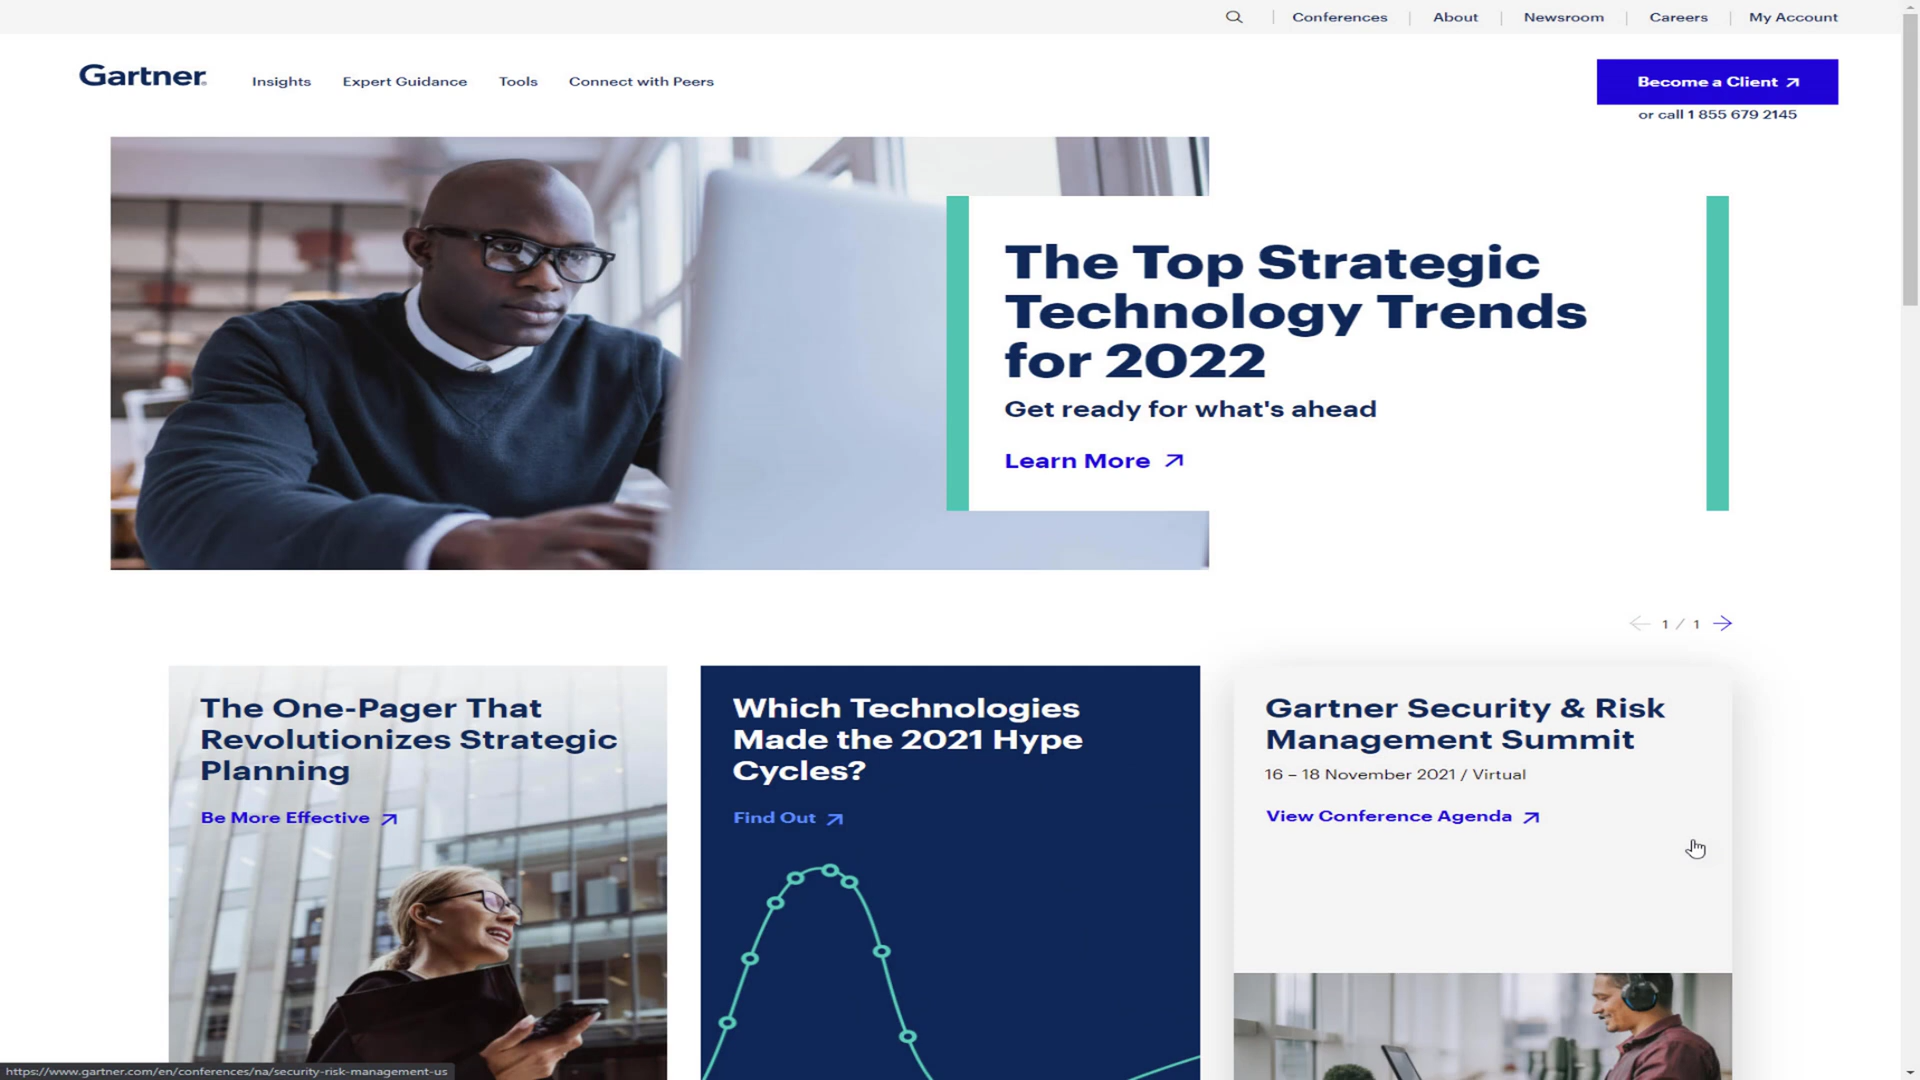 Conferences
About
Newsroom
Careers
My Account
Gartner
Insights
Expert Guidance
Tools
Connect with Peers
Become a Client
or call 1 855 679 2145
The Top Strategic
Technology Trends
for 2022
Get ready for what's ahead
Learn More
1 / 1
The One-Pager That
Revolutionizes Strategic
Planning
Be More Effective
Which Technologies
Made the 2021 Hype
Cycles?
Find Out
Gartner Security & Risk
Management Summit
16 – 18 November 2021 / Virtual
View Conference Agenda
https://www.gartner.com/en/conferences/na/security-risk-management-us